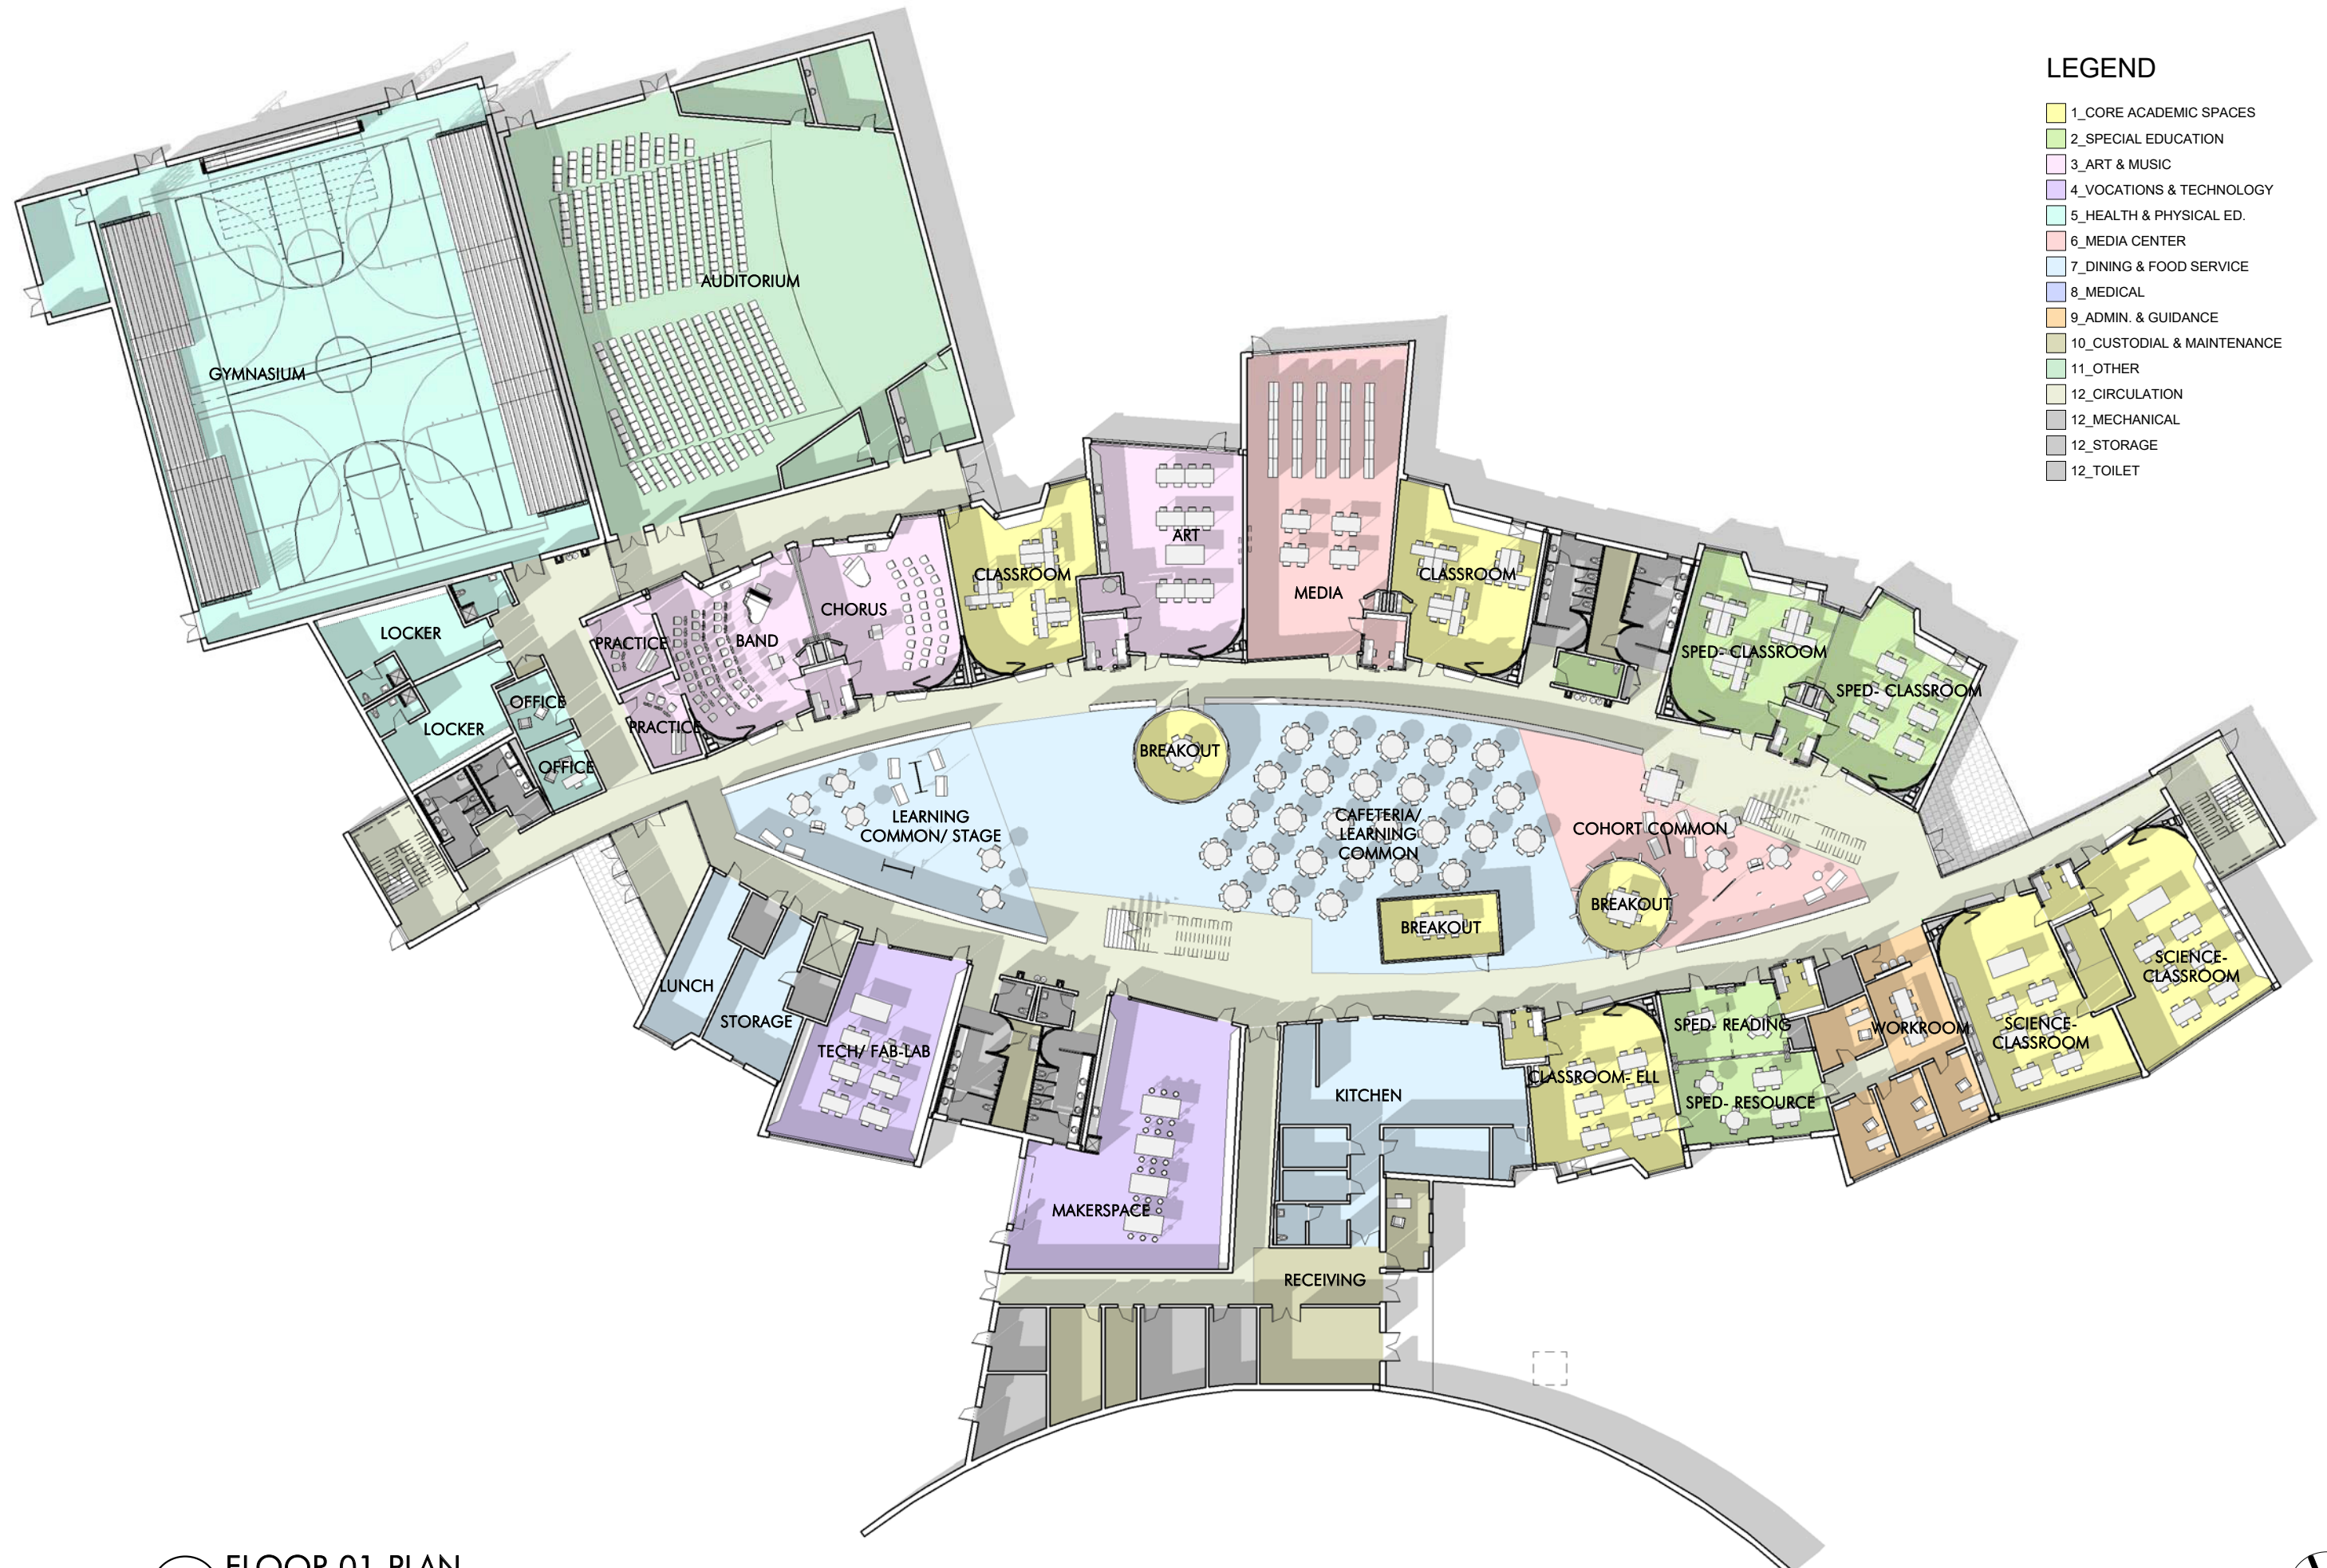 LEGEND
1_CORE ACADEMIC SPACES
2_SPECIAL EDUCATION
3_ART & MUSIC
4_VOCATIONS & TECHNOLOGY
5_HEALTH & PHYSICAL ED.
6_MEDIA CENTER
7_DINING & FOOD SERVICE
8_MEDICAL
9_ADMIN. & GUIDANCE
10_CUSTODIAL & MAINTENANCE
11_OTHER
12_CIRCULATION
12_MECHANICAL
12_STORAGE
12_TOILET
AUDITORIUM
GYMNASIUM
ART
CLASSROOM
CLASSROOM
MEDIA
CHORUS
LOCKER
BAND
PRACTICE
SPED- CLASSROOM
SPED- CLASSROOM
OFFICE
LOCKER
PRACTICE
BREAKOUT
OFFICE
LEARNING
COMMON/ STAGE
CAFETERIA/
LEARNING
COMMON
COHORT COMMON
BREAKOUT
BREAKOUT
SCIENCE-
CLASSROOM
LUNCH
STORAGE
SPED- READING
WORKROOM
SCIENCE-
CLASSROOM
TECH/ FAB-LAB
CLASSROOM- ELL
KITCHEN
SPED- RESOURCE
MAKERSPACE
RECEIVING
FLOOR 01 PLAN